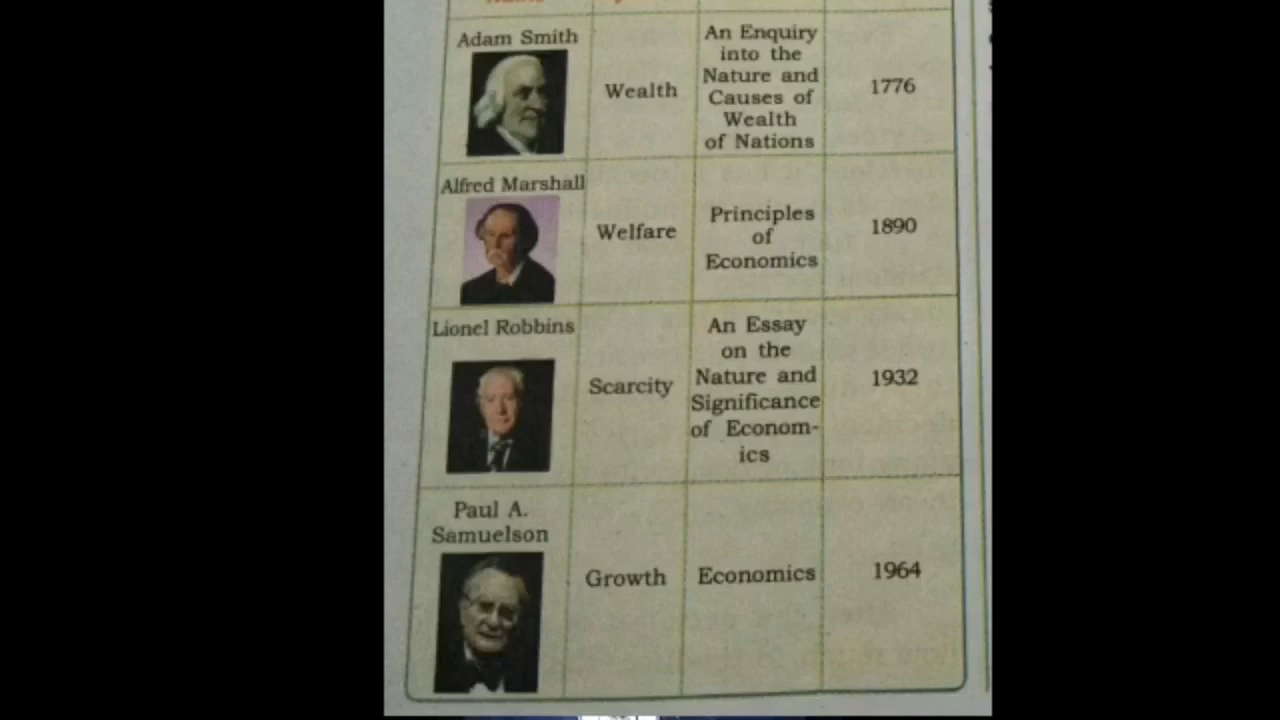 Adam Smith
Wealth
An Enquiry
into the
Nature and
Causes of
Wealth
of Nations
1776
Alfred Marshall
Welfare
Principles
of
Economics
1890
Lionel Robbins
Scarcity
An Essay
on the
Nature and
Significance
of Econom-
ics
1932
Paul A.
Samuelson
Growth
Economics
1964